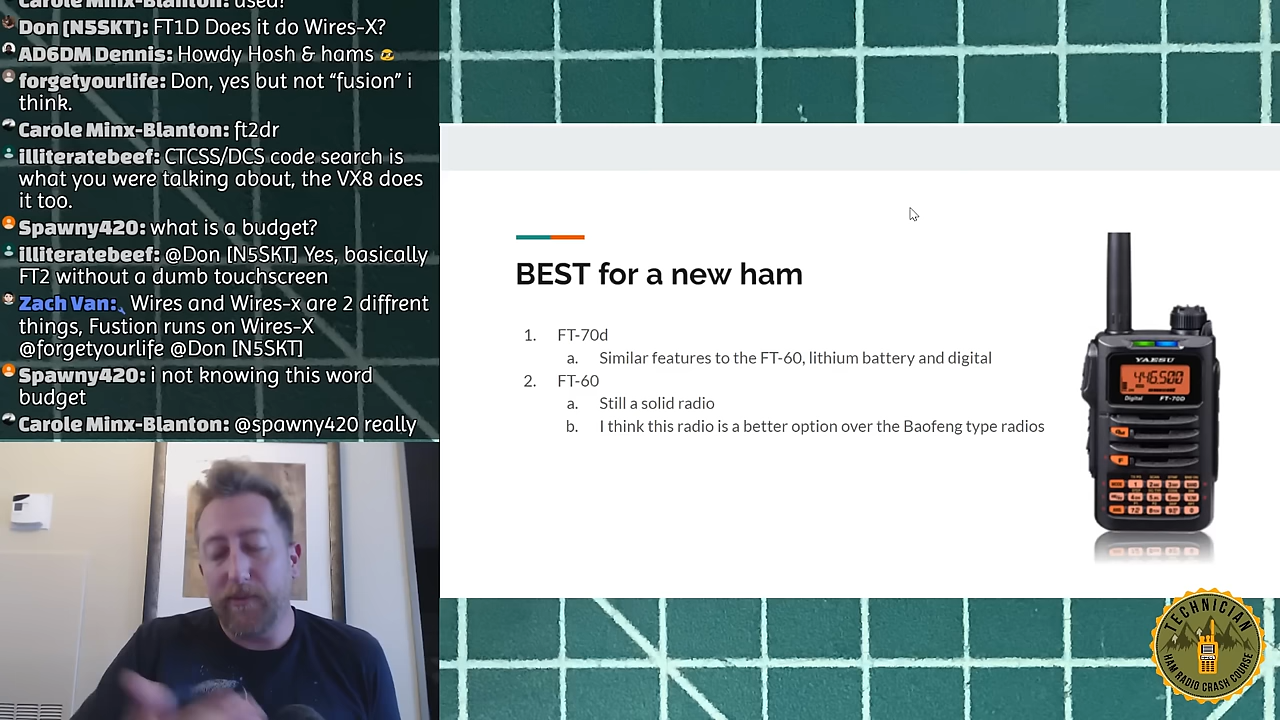 Carole Minx-Blanton: used!
Don [N5SKT]: FT1D Does it do Wires-X?
AD6DM Dennis: Howdy Hosh & hams
forgetyourlife: Don, yes but not “fusion” i
think.
Carole Minx-Blanton: ft2dr
illiteratebeef: CTCSS/DCS code search is
what you were talking about, the VX8 does
it too.
Spawny420: what is a budget?
illiteratebeef: @Don [N5SKT] Yes, basically
FT2 without a dumb touchscreen
Zach Van: Wires and Wires-x are 2 diffrent
things, Fustion runs on Wires-X
@forgetyourlife @Don [N5SKT]
Spawny420: i not knowing this word
budget
Carole Minx-Blanton: @spawny420 really
BEST for a new ham
1. FT-70d
a. Similar features to the FT-60, lithium battery and digital
2. FT-60
a. Still a solid radio
b. I think this radio is a better option over the Baofeng type radios
YAESU
446.500
Digital FT-70D
TECHNICIAN
HAM RADIO CRASH COURSE